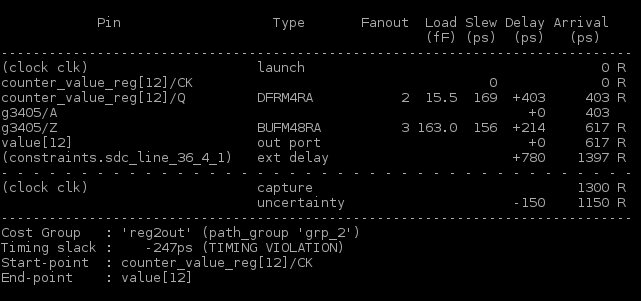 Pin Type Fanout Load Slew Delay Arrival
(fF) (ps) (ps) (ps)
(clock clk) launch 0 R
counter_value_reg[12]/CK 0 0 R
counter_value_reg[12]/Q DFRM4RA 2 15.5 169 +403 403 R
g3405/A +0 403
g3405/Z BUFM48RA 3 163.0 156 +214 617 R
value[12] out port +0 617 R
(constraints.sdc_line_36_4_1) ext delay +780 1397 R
(clock clk) capture 1300 R
uncertainty -150 1150 R
Cost Group : 'reg2out' (path_group 'grp_2')
Timing slack : -247ps (TIMING VIOLATION)
Start-point : counter_value_reg[12]/CK
End-point : value[12]